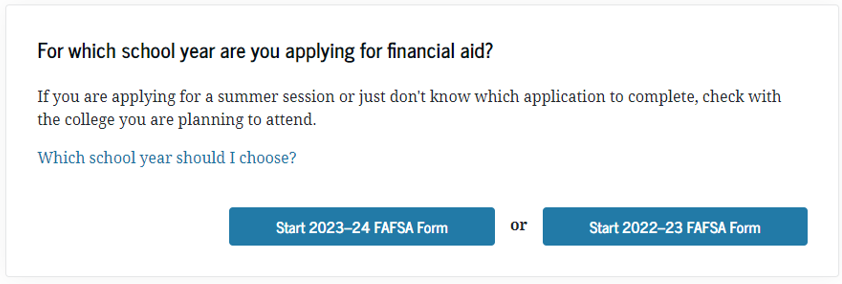 For which school year are you applying for financial aid?
If you are applying for a summer session or just don't know which application to complete, check with
the college you are planning to attend.
Which school year should I choose?
Start 2023–24 FAFSA Form or Start 2022–23 FAFSA Form